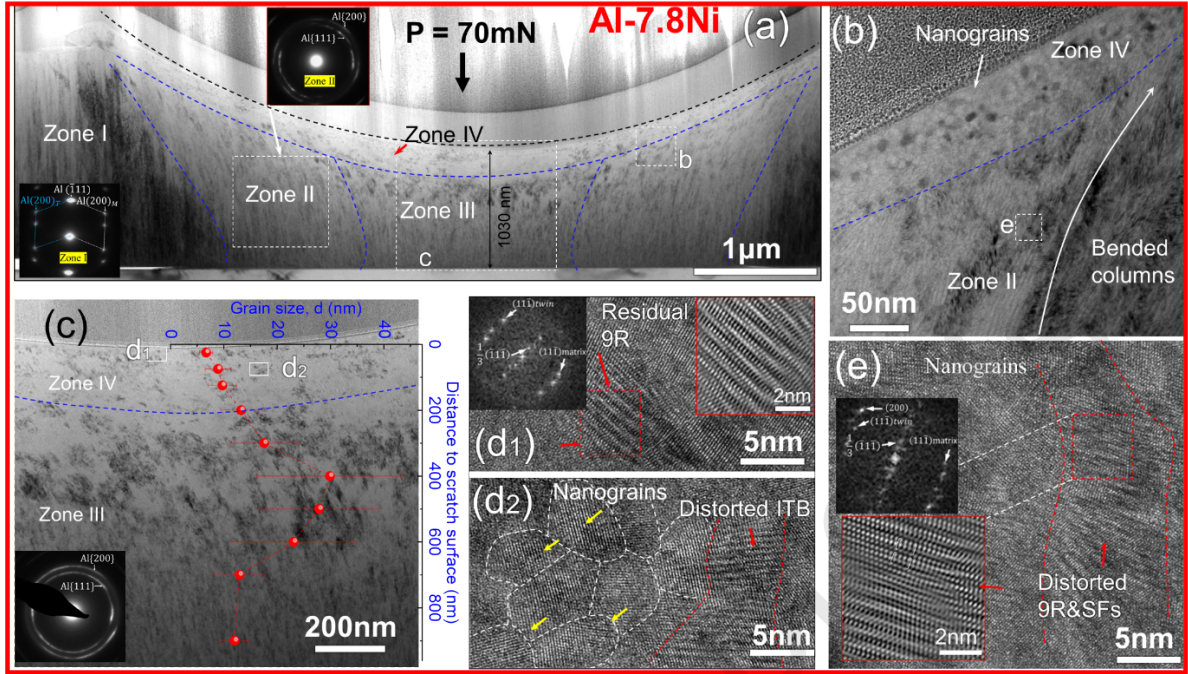 Al{200}
Al{111}
Zone II
P = 70mN
Al-7.8Ni
(a)
Zone I
Zone IV
b
Zone II
Zone III
1030 nm
c
1μm
Al (1̄11)
Al(200)T
Al(200)M
Zone I
(b)
Nanograins
Zone IV
e
Zone II
Bended
columns
50nm
(c)
Grain size, d (nm)
0 10 20 30 40
d1
d2
Zone IV
Zone III
0
200
400
600
800
Distance to scratch surface (nm)
Al{200}
Al{111}
200nm
(111̄)twin
1/3 (111̄)
(111̄)matrix
Residual
9R
2nm
(d1)
5nm
(d2)
Nanograins
Distorted ITB
5nm
(e)
Nanograins
(200)
(111̄)twin
1/3 (111̄)
(111̄)matrix
Distorted
9R&SFs
2nm
5nm